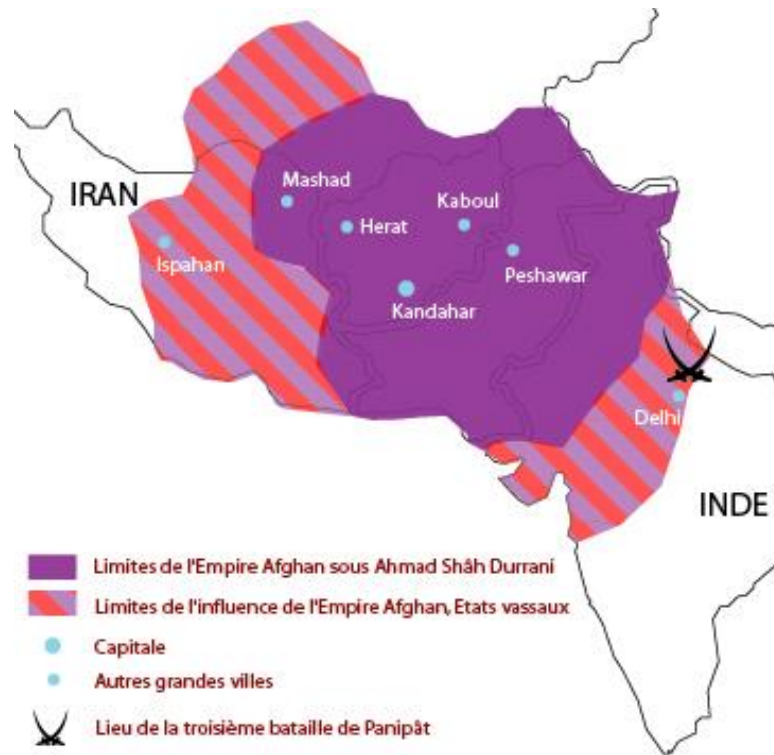 IRAN
Mashad
Herat
Kaboul
Ispahan
Peshawar
Kandahar
Delhi
INDE
Limites de l'Empire Afghan sous Ahmad Shâh Durrani
Limites de l'influence de l'Empire Afghan, Etats vassaux
Capitale
Autres grandes villes
Lieu de la troisième bataille de Panipât